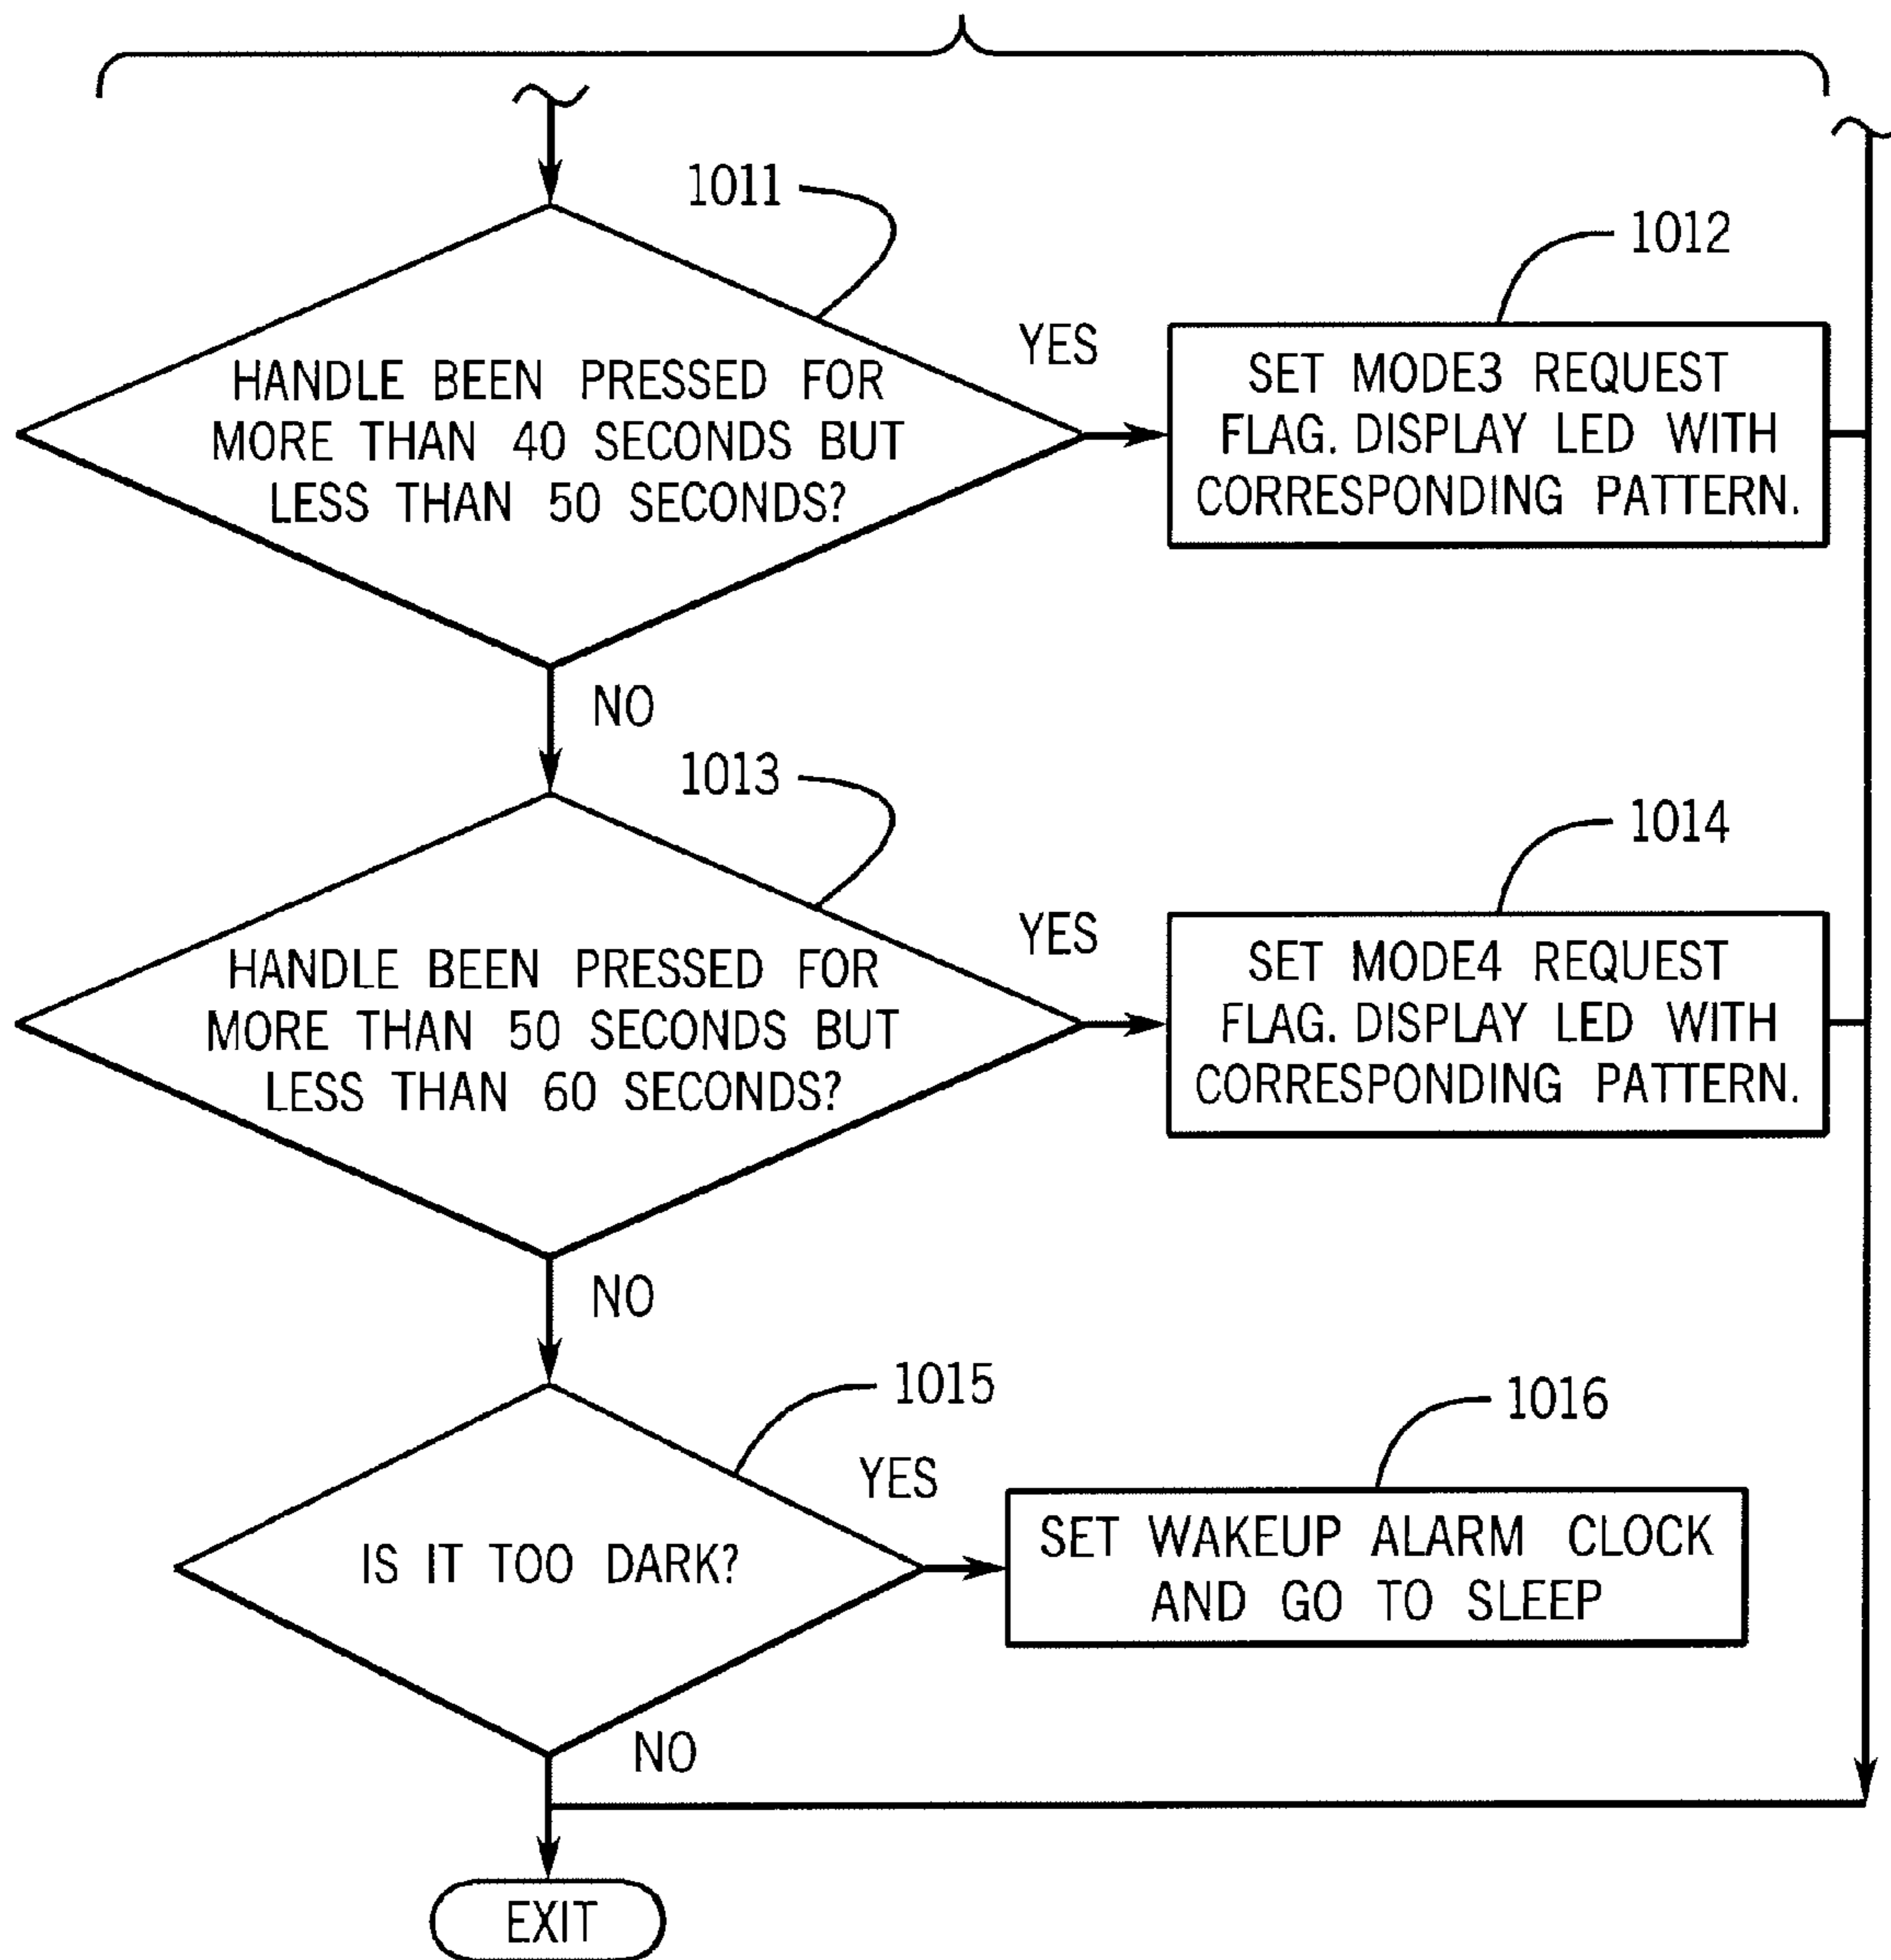 1011
1012
HANDLE BEEN PRESSED FOR
MORE THAN 40 SECONDS BUT
LESS THAN 50 SECONDS?
YES
SET MODE3 REQUEST
FLAG. DISPLAY LED WITH
CORRESPONDING PATTERN.
NO
1013
1014
HANDLE BEEN PRESSED FOR
MORE THAN 50 SECONDS BUT
LESS THAN 60 SECONDS?
YES
SET MODE4 REQUEST
FLAG. DISPLAY LED WITH
CORRESPONDING PATTERN.
NO
1015
1016
IS IT TOO DARK?
YES
SET WAKEUP ALARM CLOCK
AND GO TO SLEEP
NO
EXIT